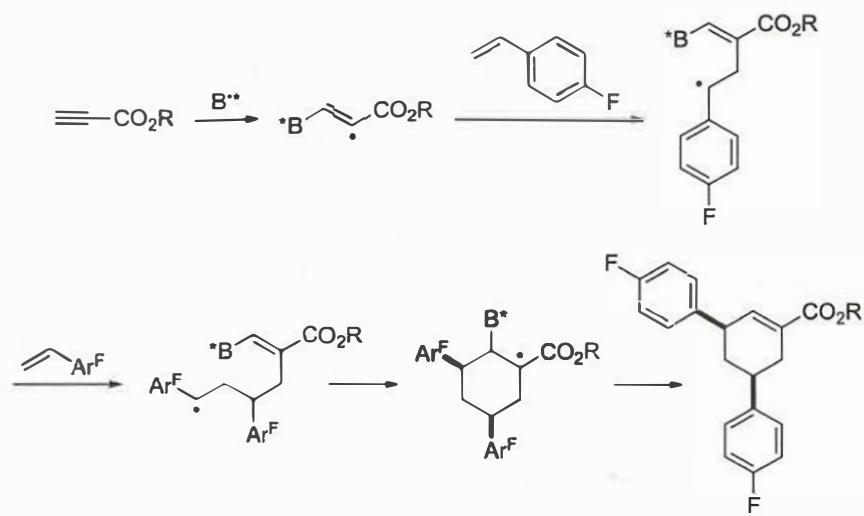 CO₂R
B•*
*B
CO₂R
•
F
*B
CO₂R
•
F
Arᶠ
*B
CO₂R
Arᶠ
•
Arᶠ
B*
Arᶠ
•
CO₂R
Arᶠ
F
CO₂R
F